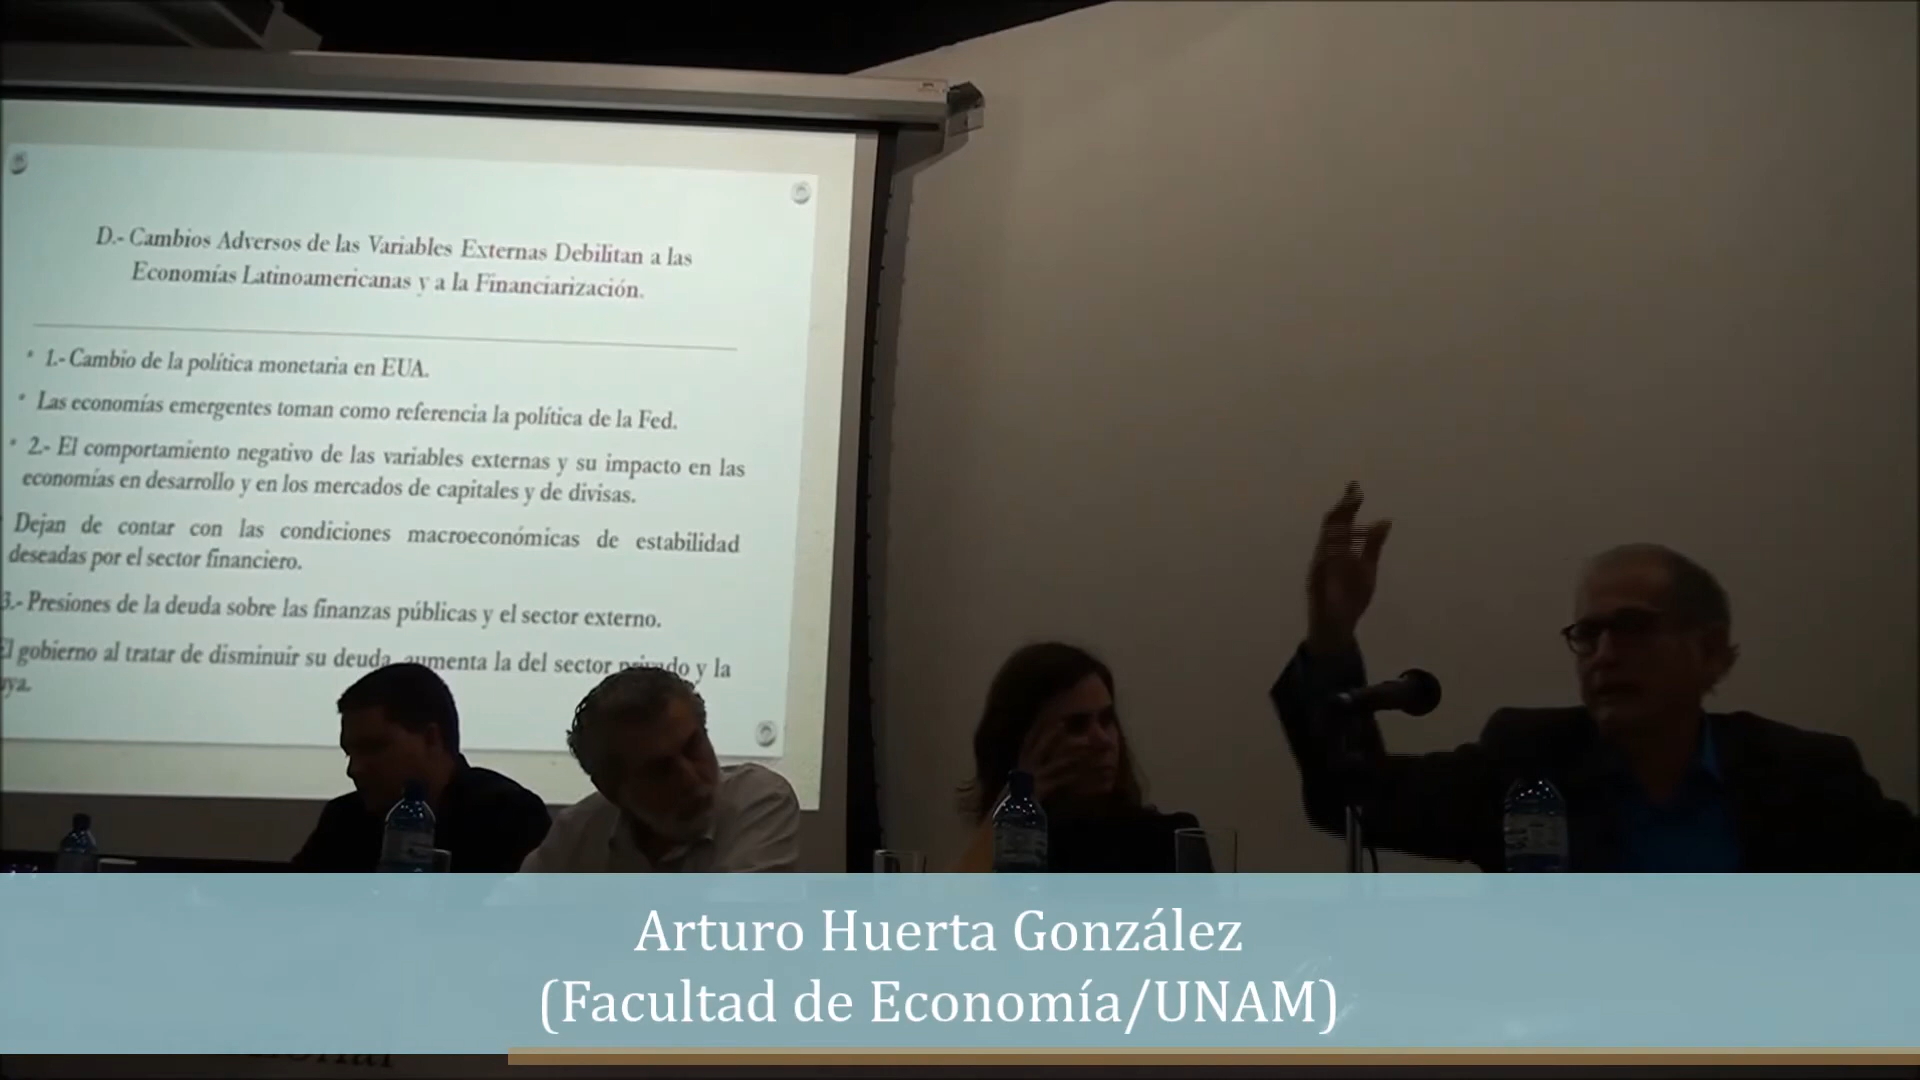 D.- Cambios Adversos de las Variables Externas Debilitan a las
Economías Latinoamericanas y a la Financiarización.
* 1.- Cambio de la política monetaria en EUA.
* Las economías emergentes toman como referencia la política de la Fed.
* 2.- El comportamiento negativo de las variables externas y su impacto en las
economías en desarrollo y en los mercados de capitales y de divisas.
Dejan de contar con las condiciones macroeconómicas de estabilidad
deseadas por el sector financiero.
3.- Presiones de la deuda sobre las finanzas públicas y el sector externo.
El gobierno al tratar de disminuir su deuda, aumenta la del sector privado y la
Arturo Huerta González
(Facultad de Economía/UNAM)